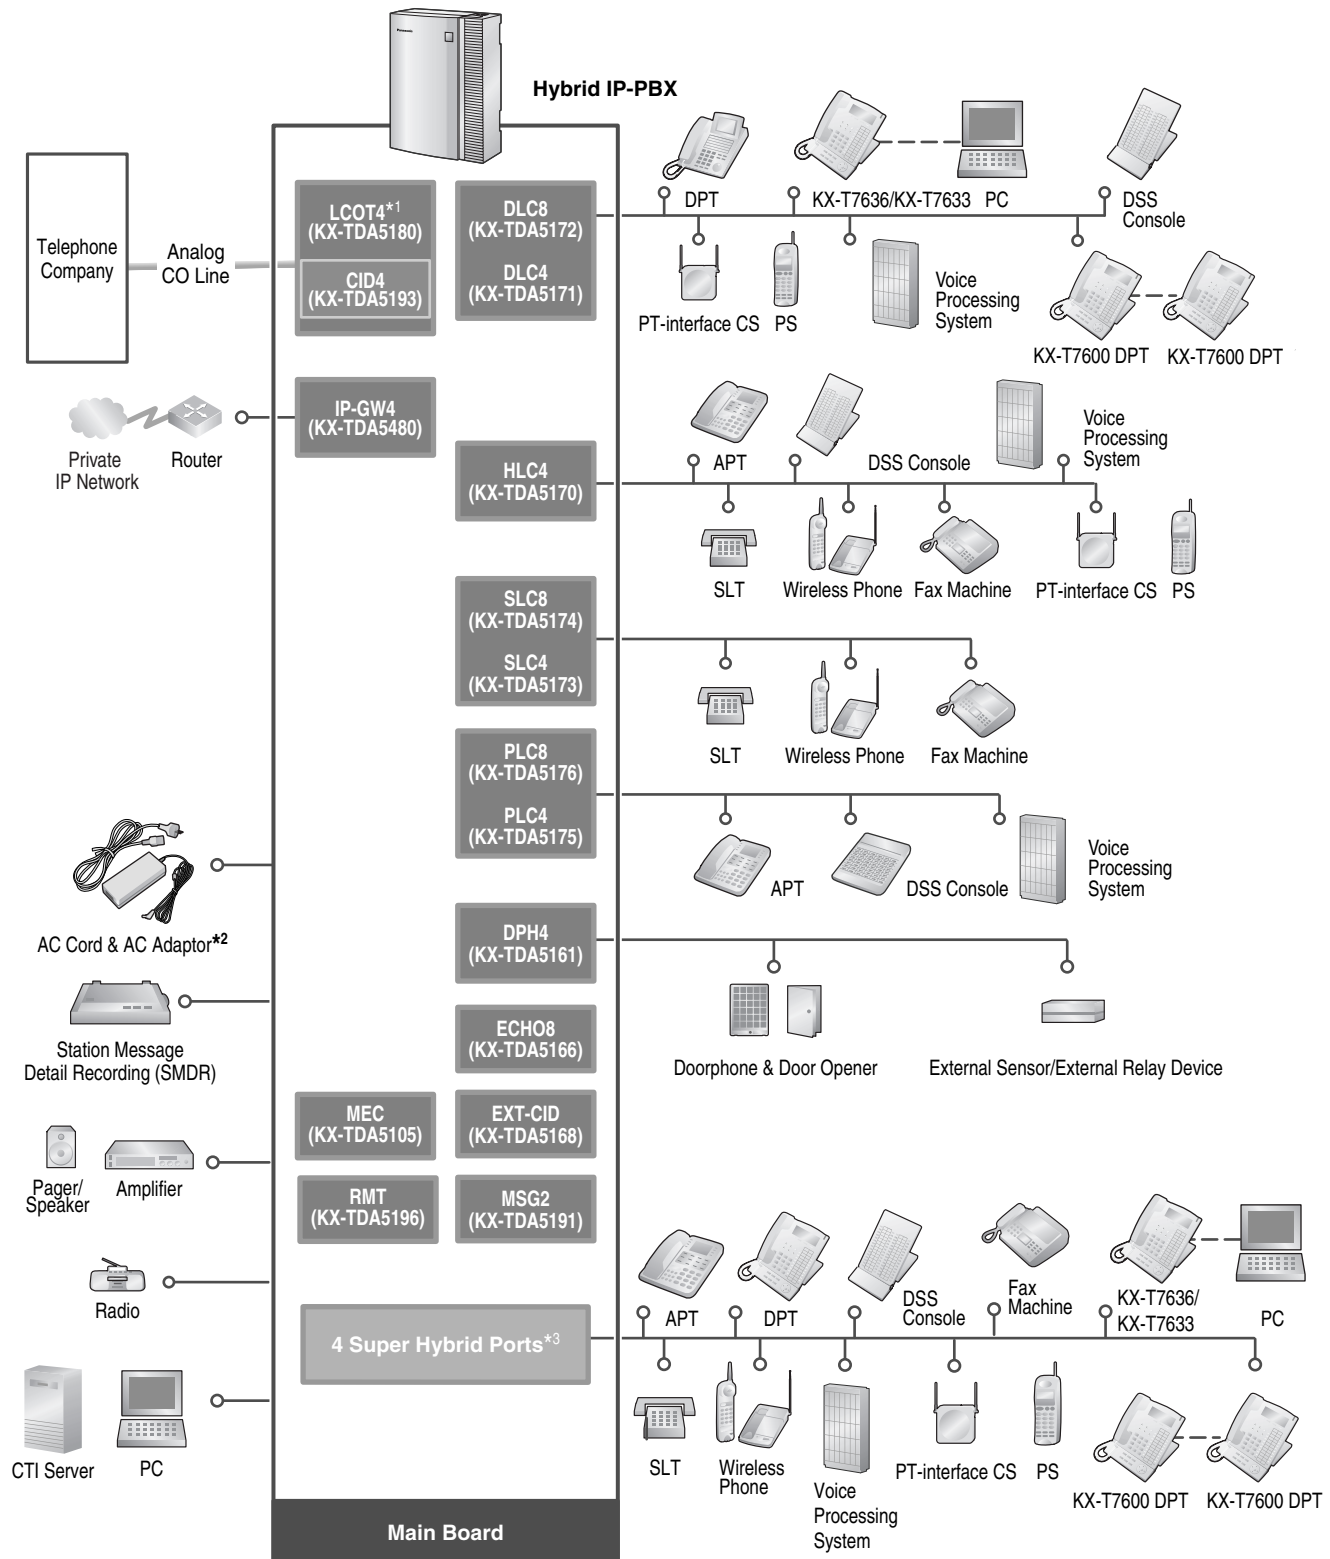 Panasonic
Hybrid IP-PBX
Telephone
Company
Analog
CO Line
LCOT4*1
(KX-TDA5180)
CID4
(KX-TDA5193)
DLC8
(KX-TDA5172)
DLC4
(KX-TDA5171)
DPT
KX-T7636/KX-T7633
PC
DSS
Console
PT-interface CS
PS
Voice
Processing
System
KX-T7600 DPT
KX-T7600 DPT
Private
IP Network
Router
IP-GW4
(KX-TDA5480)
HLC4
(KX-TDA5170)
APT
DSS Console
Voice
Processing
System
SLT
Wireless Phone
Fax Machine
PT-interface CS
PS
SLC8
(KX-TDA5174)
SLC4
(KX-TDA5173)
SLT
Wireless Phone
Fax Machine
PLC8
(KX-TDA5176)
PLC4
(KX-TDA5175)
APT
DSS Console
Voice
Processing
System
AC Cord & AC Adaptor*2
DPH4
(KX-TDA5161)
Doorphone & Door Opener
External Sensor/External Relay Device
Station Message
Detail Recording (SMDR)
ECHO8
(KX-TDA5166)
MEC
(KX-TDA5105)
EXT-CID
(KX-TDA5168)
Pager/
Speaker
Amplifier
RMT
(KX-TDA5196)
MSG2
(KX-TDA5191)
Radio
4 Super Hybrid Ports*3
APT
DPT
DSS
Console
Fax
Machine
KX-T7636/
KX-T7633
PC
SLT
Wireless
Phone
Voice
Processing
System
PT-interface CS
PS
KX-T7600 DPT
KX-T7600 DPT
CTI Server
PC
Main Board